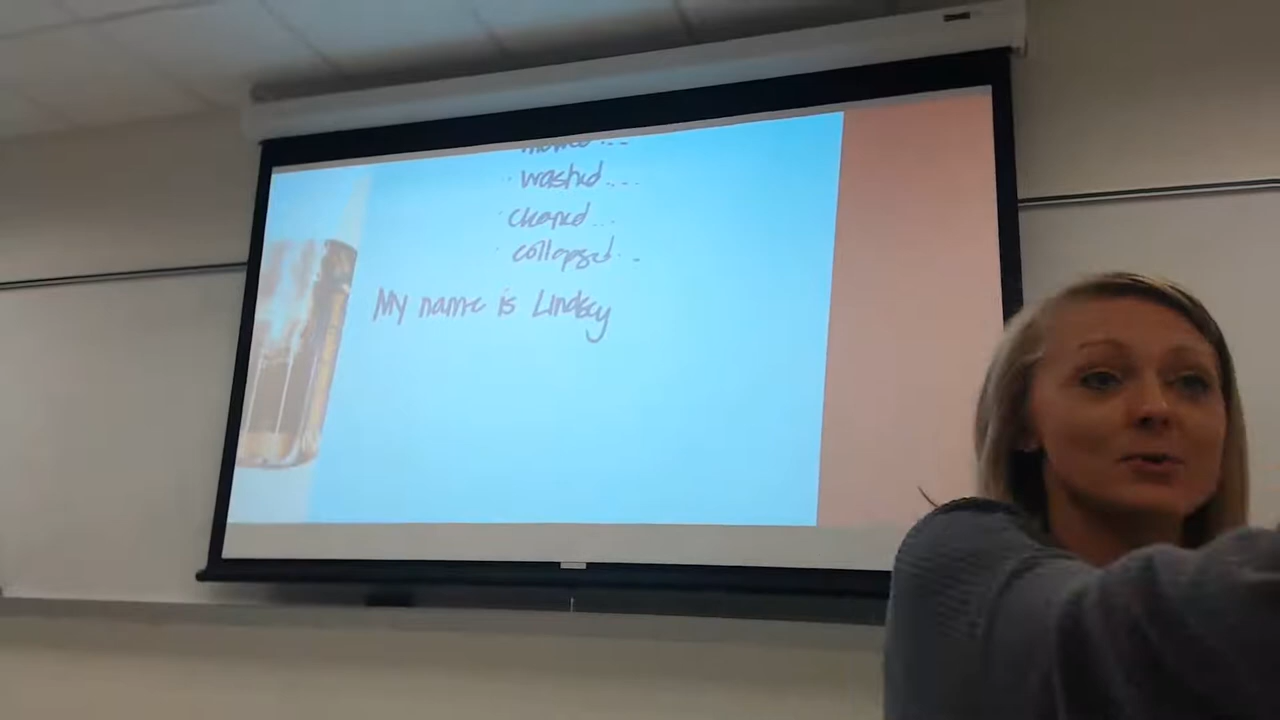 · washed...
· cleaned...
· collapsed...
My name is Lindsey